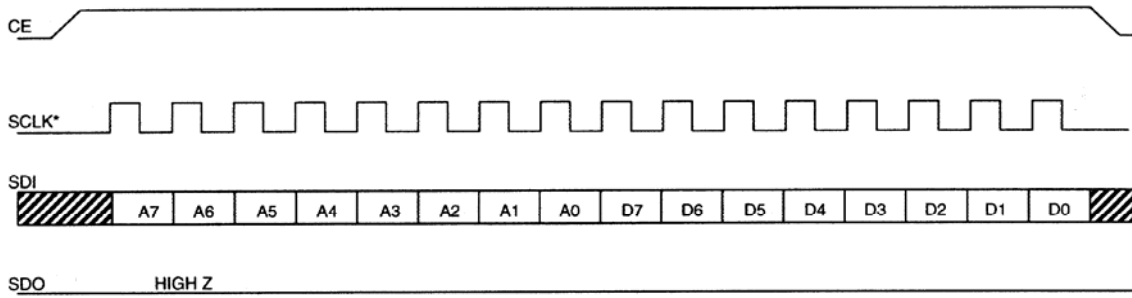 CE
SCLK*
SDI
A7 A6 A5 A4 A3 A2 A1 A0 D7 D6 D5 D4 D3 D2 D1 D0
SDO HIGH Z